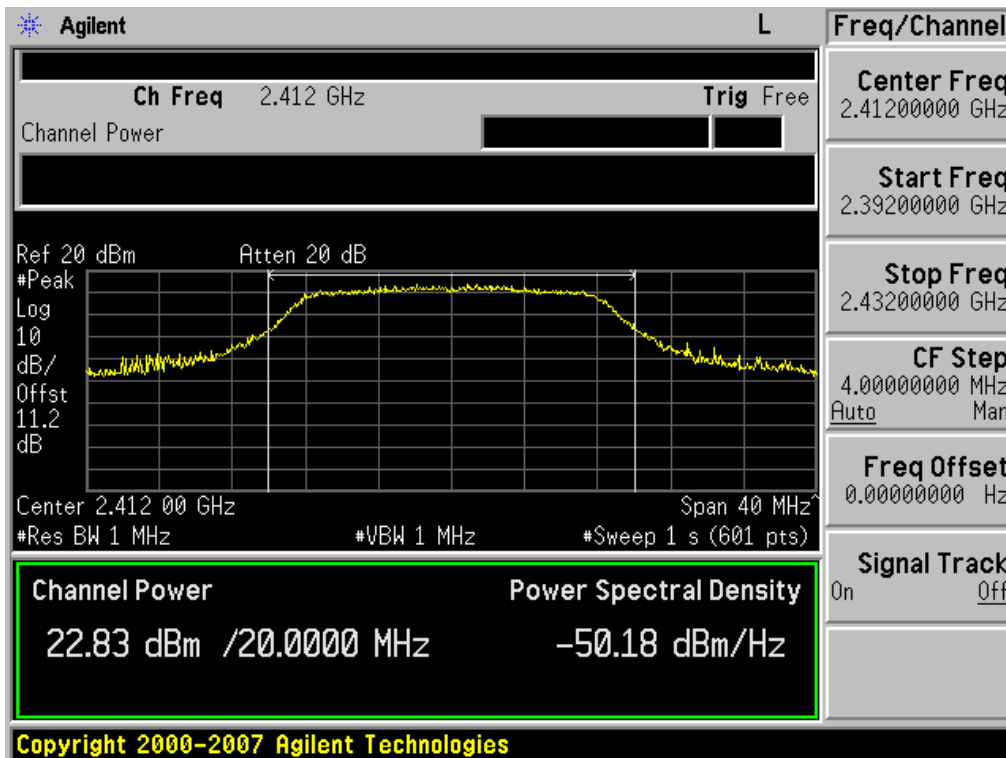 Agilent L Freq/Channel
Ch Freq 2.412 GHz Trig Free
Channel Power
Center Freq
2.41200000 GHz
Start Freq
2.39200000 GHz
Ref 20 dBm Atten 20 dB
#Peak
Log
10
dB/
Offst
11.2
dB
Stop Freq
2.43200000 GHz
CF Step
4.00000000 MHz
Auto Man
Center 2.412 00 GHz Span 40 MHz^
#Res BW 1 MHz #VBW 1 MHz #Sweep 1 s (601 pts)
Freq Offset
0.00000000 Hz
Channel Power Power Spectral Density
22.83 dBm /20.0000 MHz -50.18 dBm/Hz
Signal Track
On Off
Copyright 2000-2007 Agilent Technologies